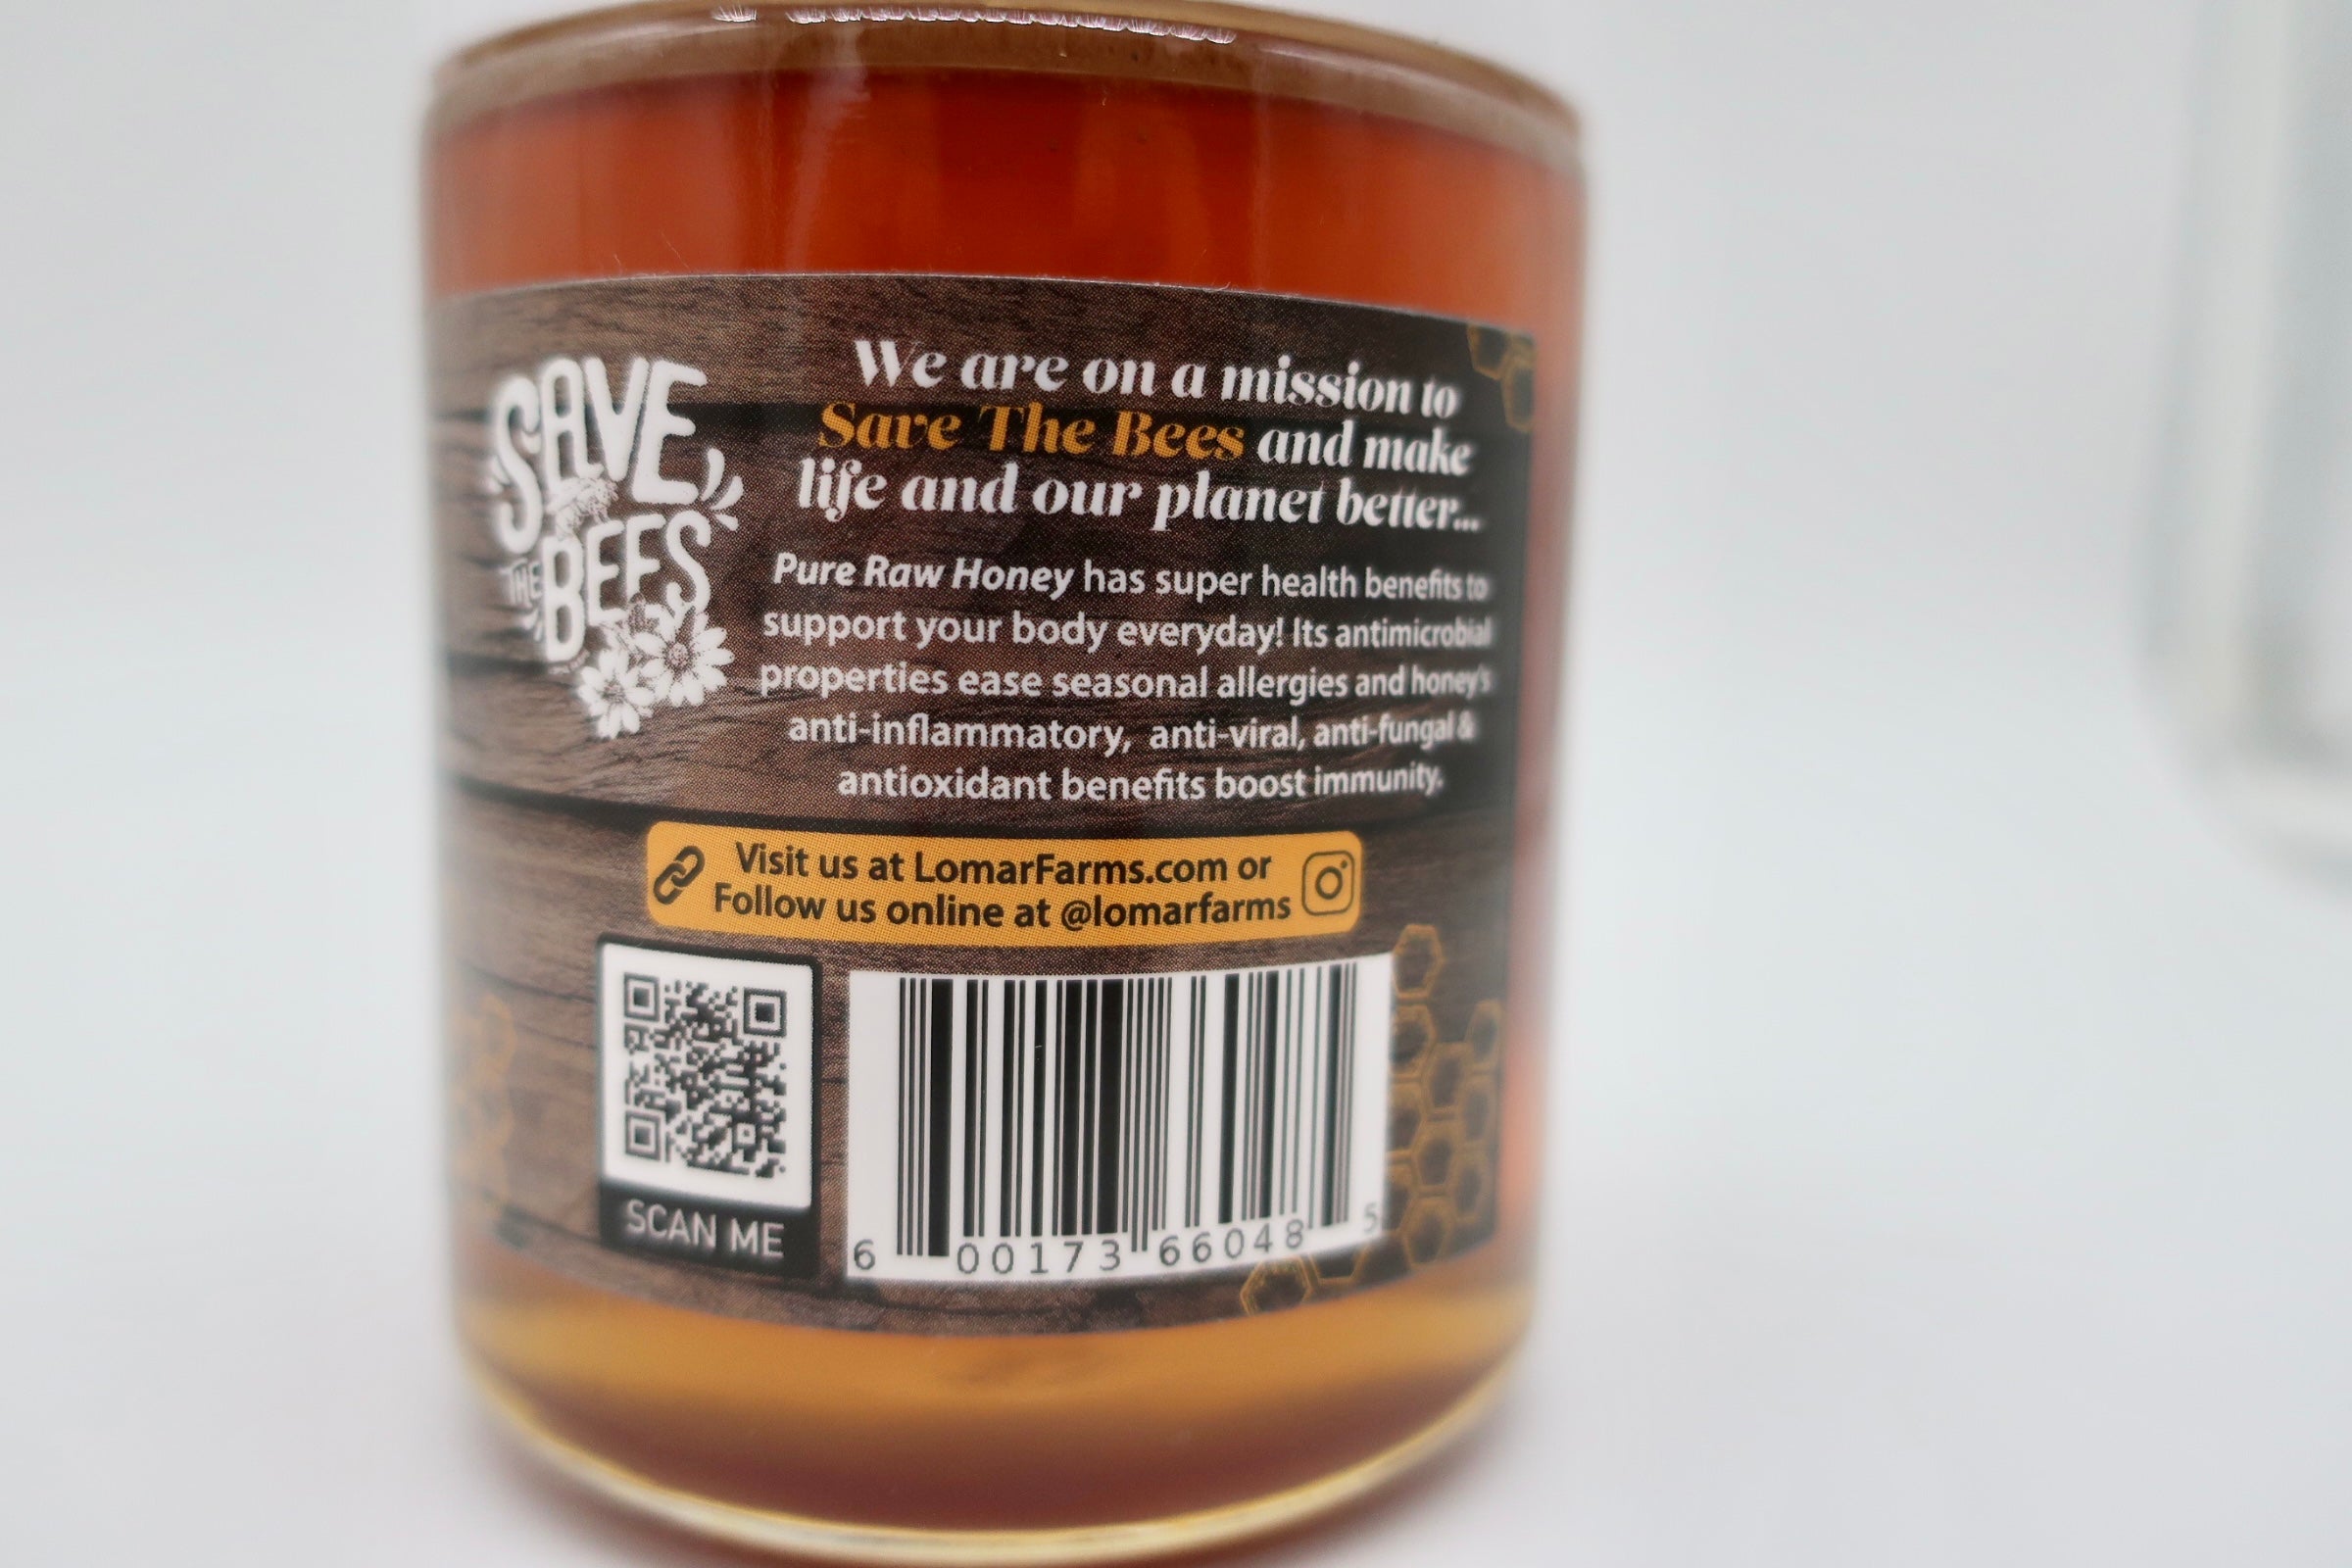 SAVE
THE BEES
We are on a mission to
Save The Bees and make
life and our planet better...
Pure Raw Honey has super health benefits to
support your body everyday! Its antimicrobial
properties ease seasonal allergies and honey's
anti-inflammatory, anti-viral, anti-fungal &
antioxidant benefits boost immunity.
Visit us at LomarFarms.com or
Follow us online at @lomarfarms
SCAN ME
6 00173 66048 5